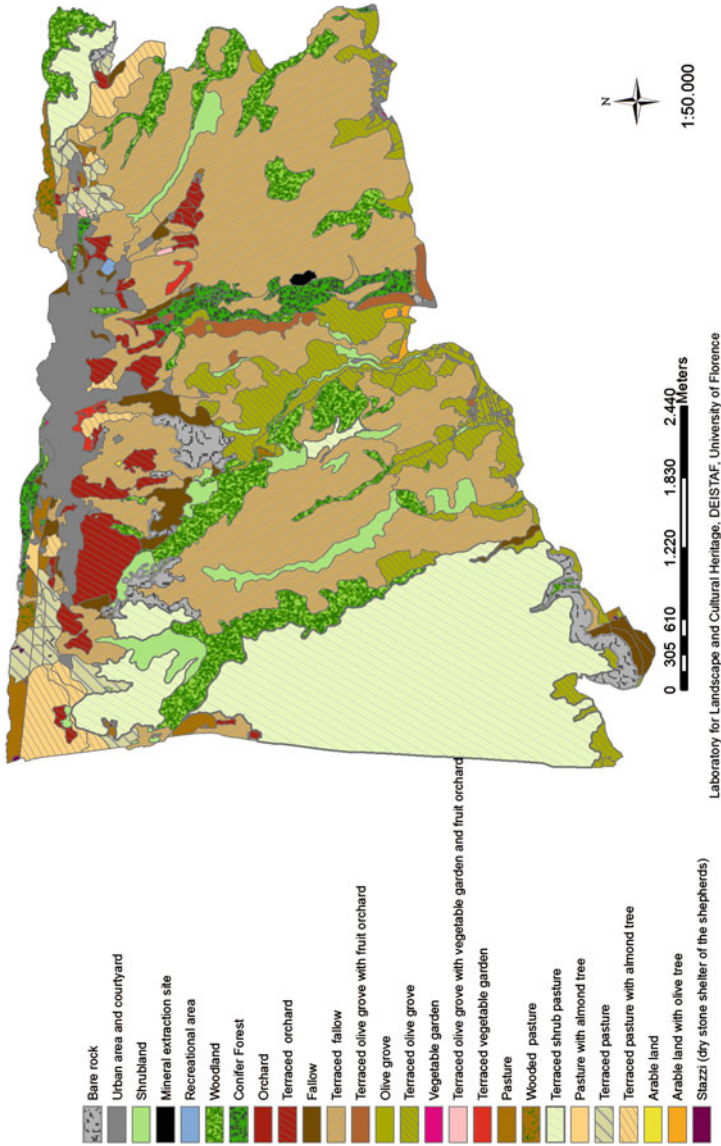 Bare rock
Urban area and courtyard
Shrubland
Mineral extraction site
Recreational area
Woodland
Conifer Forest
Orchard
Terraced orchard
Fallow
Terraced fallow
Terraced olive grove with fruit orchard
Olive grove
Terraced olive grove
Vegetable garden
Terraced olive grove with vegetable garden and fruit orchard
Terraced vegetable garden
Pasture
Wooded pasture
Terraced shrub pasture
Pasture with almond tree
Terraced pasture
Terraced pasture with almond tree
Arable land
Arable land with olive tree
Stazzi (dry stone shelter of the shepherds)
N
1:50.000
0 305 610 1.220 1.830 2.440
Meters
Laboratory for Landscape and Cultural Heritage, DEISTAF, University of Florence